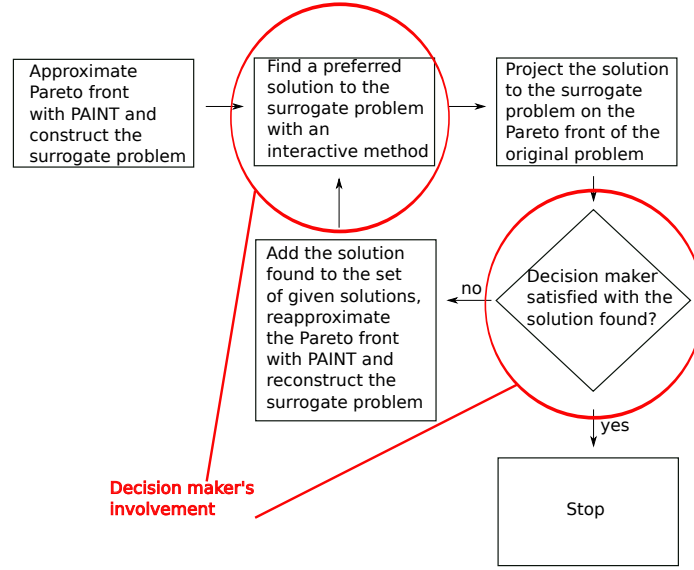 Approximate
Pareto front
with PAINT and
construct the
surrogate problem
Find a preferred
solution to the
surrogate problem
with an
interactive method
Project the solution
to the surrogate
problem on the
Pareto front of the
original problem
Decision maker
satisfied with the
solution found?
no
Add the solution
found to the set
of given solutions,
reapproximate
the Pareto front
with PAINT and
reconstruct the
surrogate problem
yes
Stop
Decision maker's
involvement